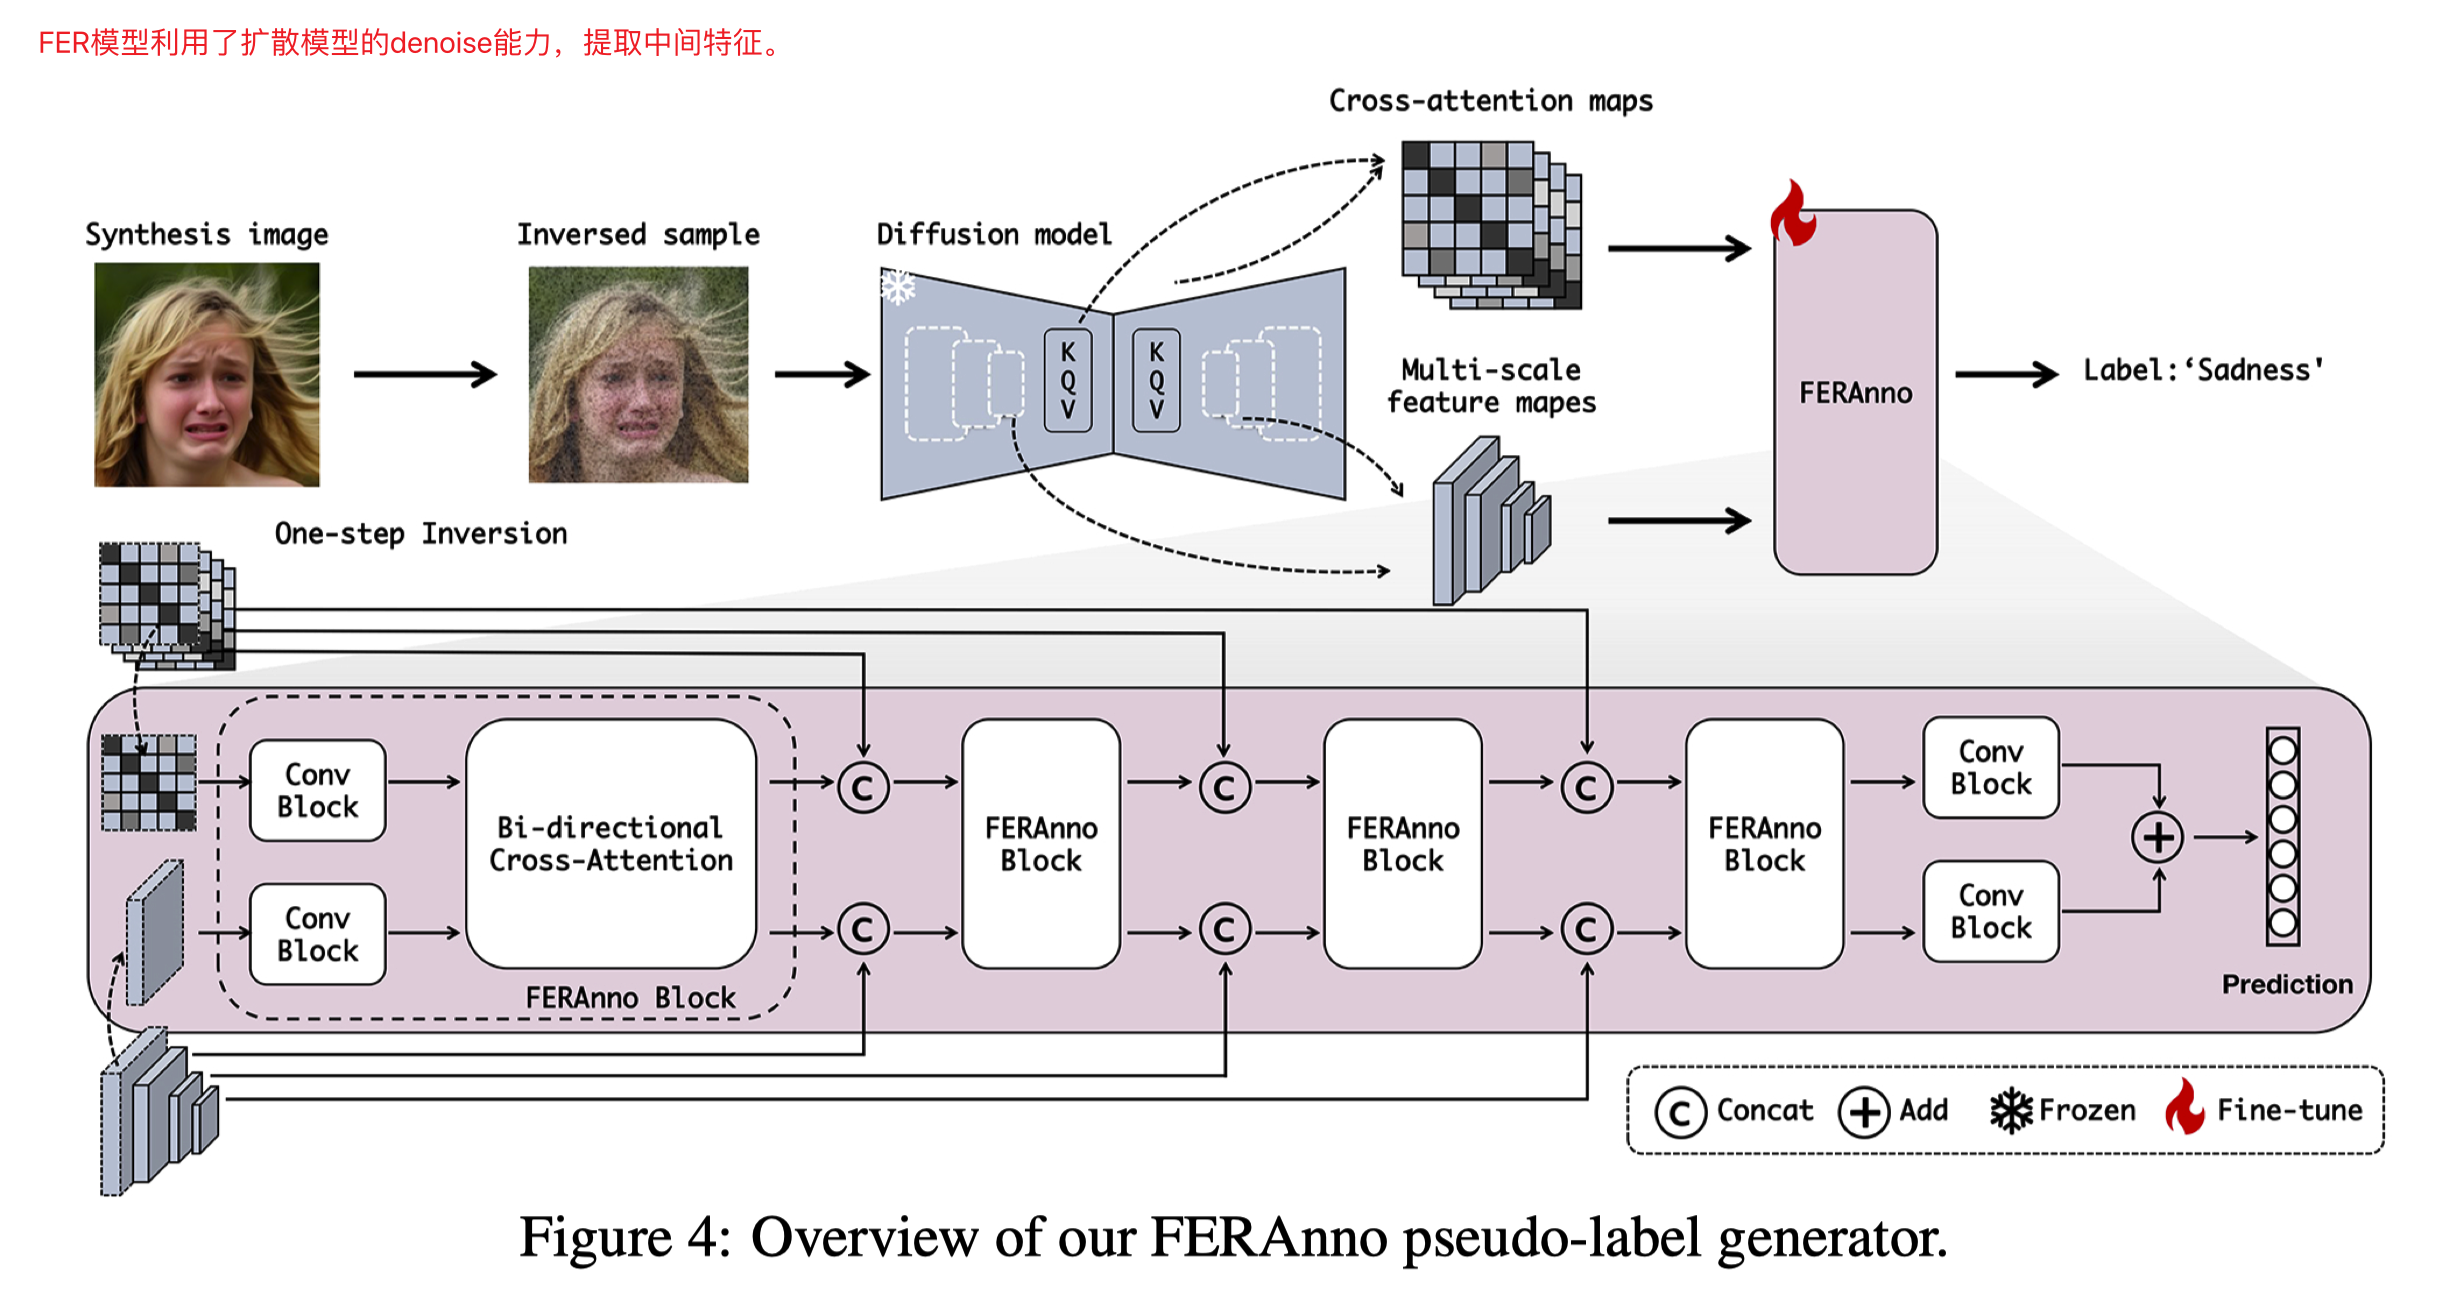 FER模型利用了扩散模型的denoise能力，提取中间特征。
Cross-attention maps
Synthesis image
Inversed sample
Diffusion model
K
Q
V
K
Q
V
Multi-scale
feature mapes
FERAnno
Label:‘Sadness'
One-step Inversion
Conv
Block
Conv
Block
Bi-directional
Cross-Attention
FERAnno Block
C
C
FERAnno
Block
C
C
FERAnno
Block
C
C
FERAnno
Block
Conv
Block
Conv
Block
+
Prediction
C Concat + Add Frozen Fine-tune
Figure 4: Overview of our FERAnno pseudo-label generator.